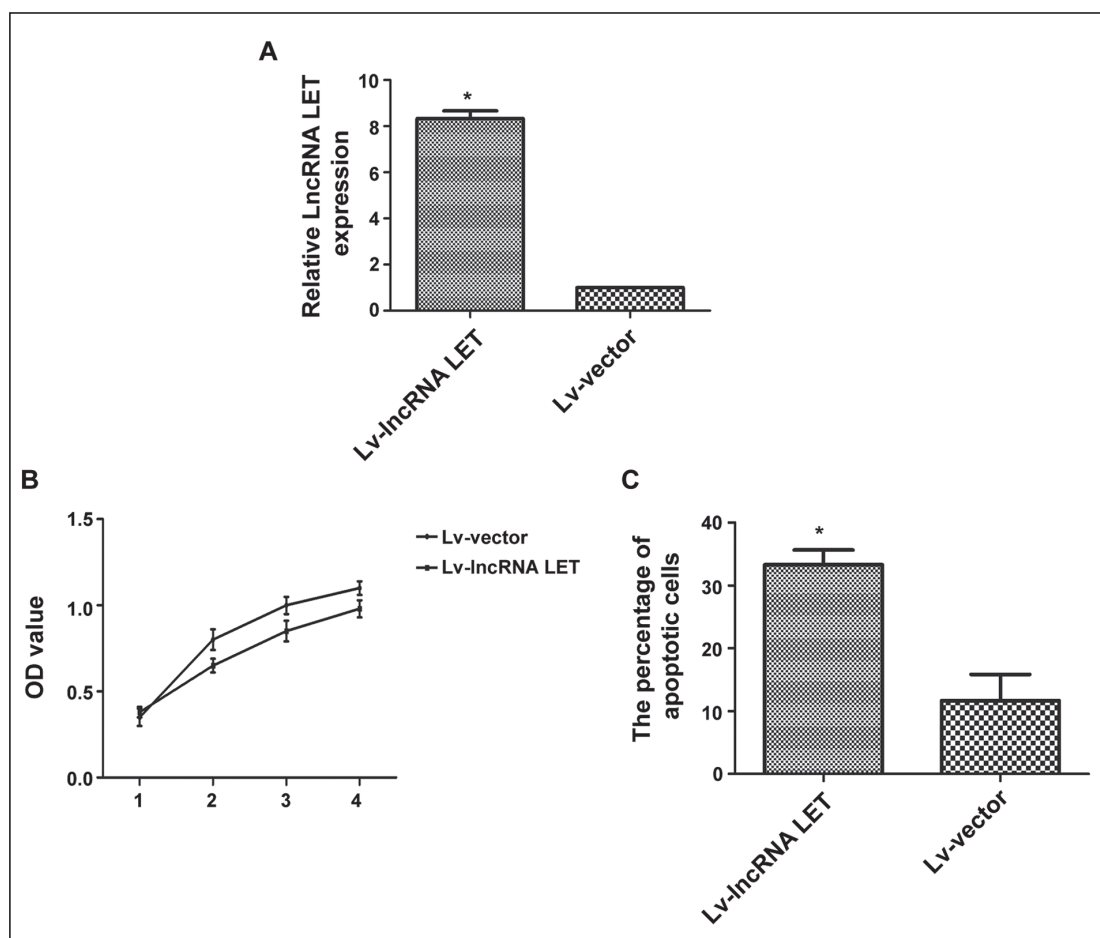 A
Relative LncRNA LET
expression
10
8
6
4
2
0
*
Lv-lncRNA LET
Lv-vector
B
OD value
1.5
1.0
0.5
0.0
1 2 3 4
Lv-vector
Lv-lncRNA LET
C
The percentage of
apoptotic cells
40
30
20
10
0
*
Lv-lncRNA LET
Lv-vector